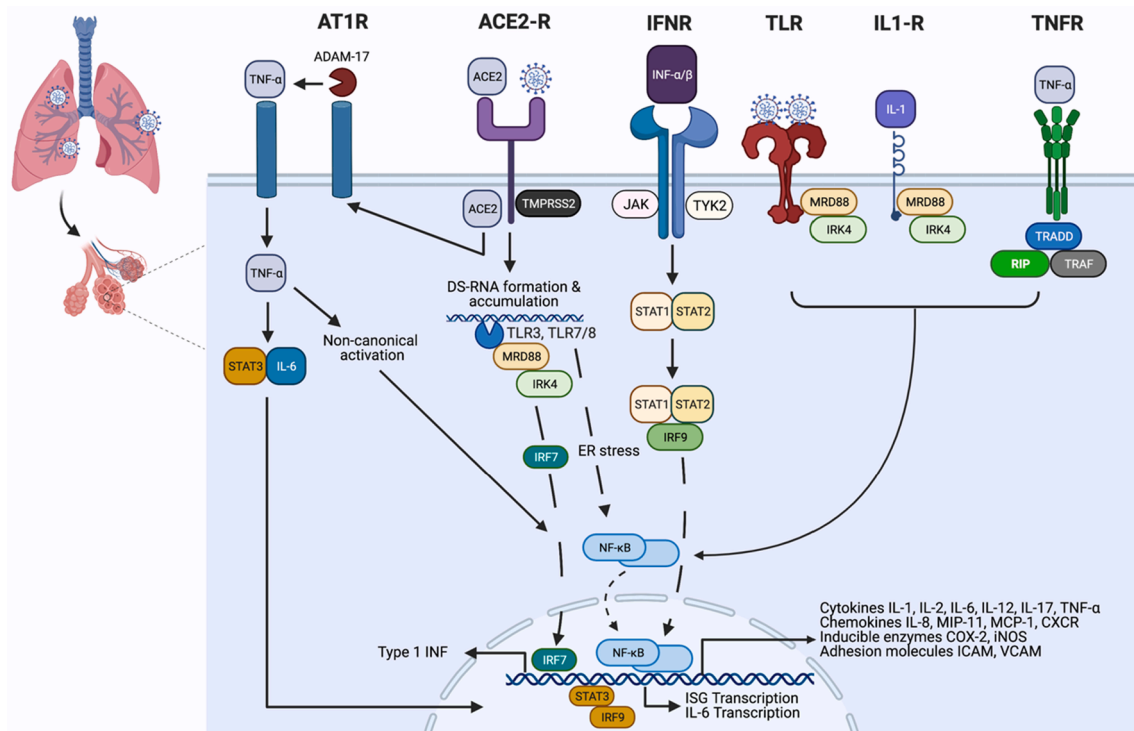 AT1R
ACE2-R
IFNR
TLR
IL1-R
TNFR
ADAM-17
TNF-α
ACE2
INF-α/β
IL-1
TNF-α
ACE2
TMPRSS2
JAK
TYK2
MRD88
IRK4
MRD88
IRK4
TRADD
RIP
TRAF
TNF-α
DS-RNA formation &
accumulation
TLR3, TLR7/8
MRD88
IRK4
STAT1
STAT2
Non-canonical
activation
STAT3
IL-6
STAT1
STAT2
IRF9
IRF7
ER stress
NF-κB
Cytokines IL-1, IL-2, IL-6, IL-12, IL-17, TNF-α
Chemokines IL-8, MIP-11, MCP-1, CXCR
Inducible enzymes COX-2, iNOS
Adhesion molecules ICAM, VCAM
Type 1 INF
IRF7
NF-κB
STAT3
IRF9
ISG Transcription
IL-6 Transcription